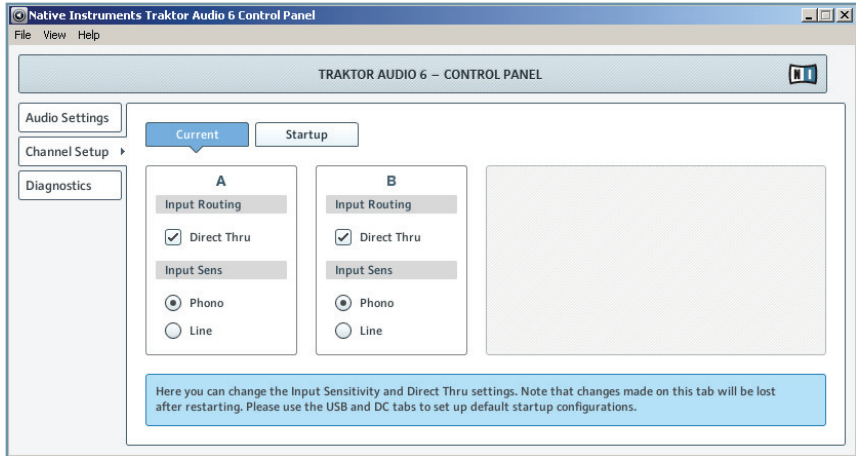 Native Instruments Traktor Audio 6 Control Panel
File View Help
TRAKTOR AUDIO 6 – CONTROL PANEL
NI
Audio Settings
Channel Setup
Diagnostics
Current
Startup
A
Input Routing
Direct Thru
Input Sens
Phono
Line
B
Input Routing
Direct Thru
Input Sens
Phono
Line
Here you can change the Input Sensitivity and Direct Thru settings. Note that changes made on this tab will be lost
after restarting. Please use the USB and DC tabs to set up default startup configurations.